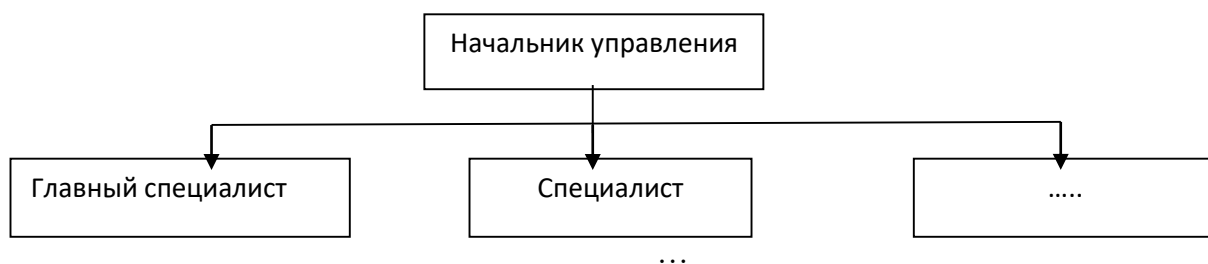 Начальник управления
Главный специалист
Специалист
.....
...